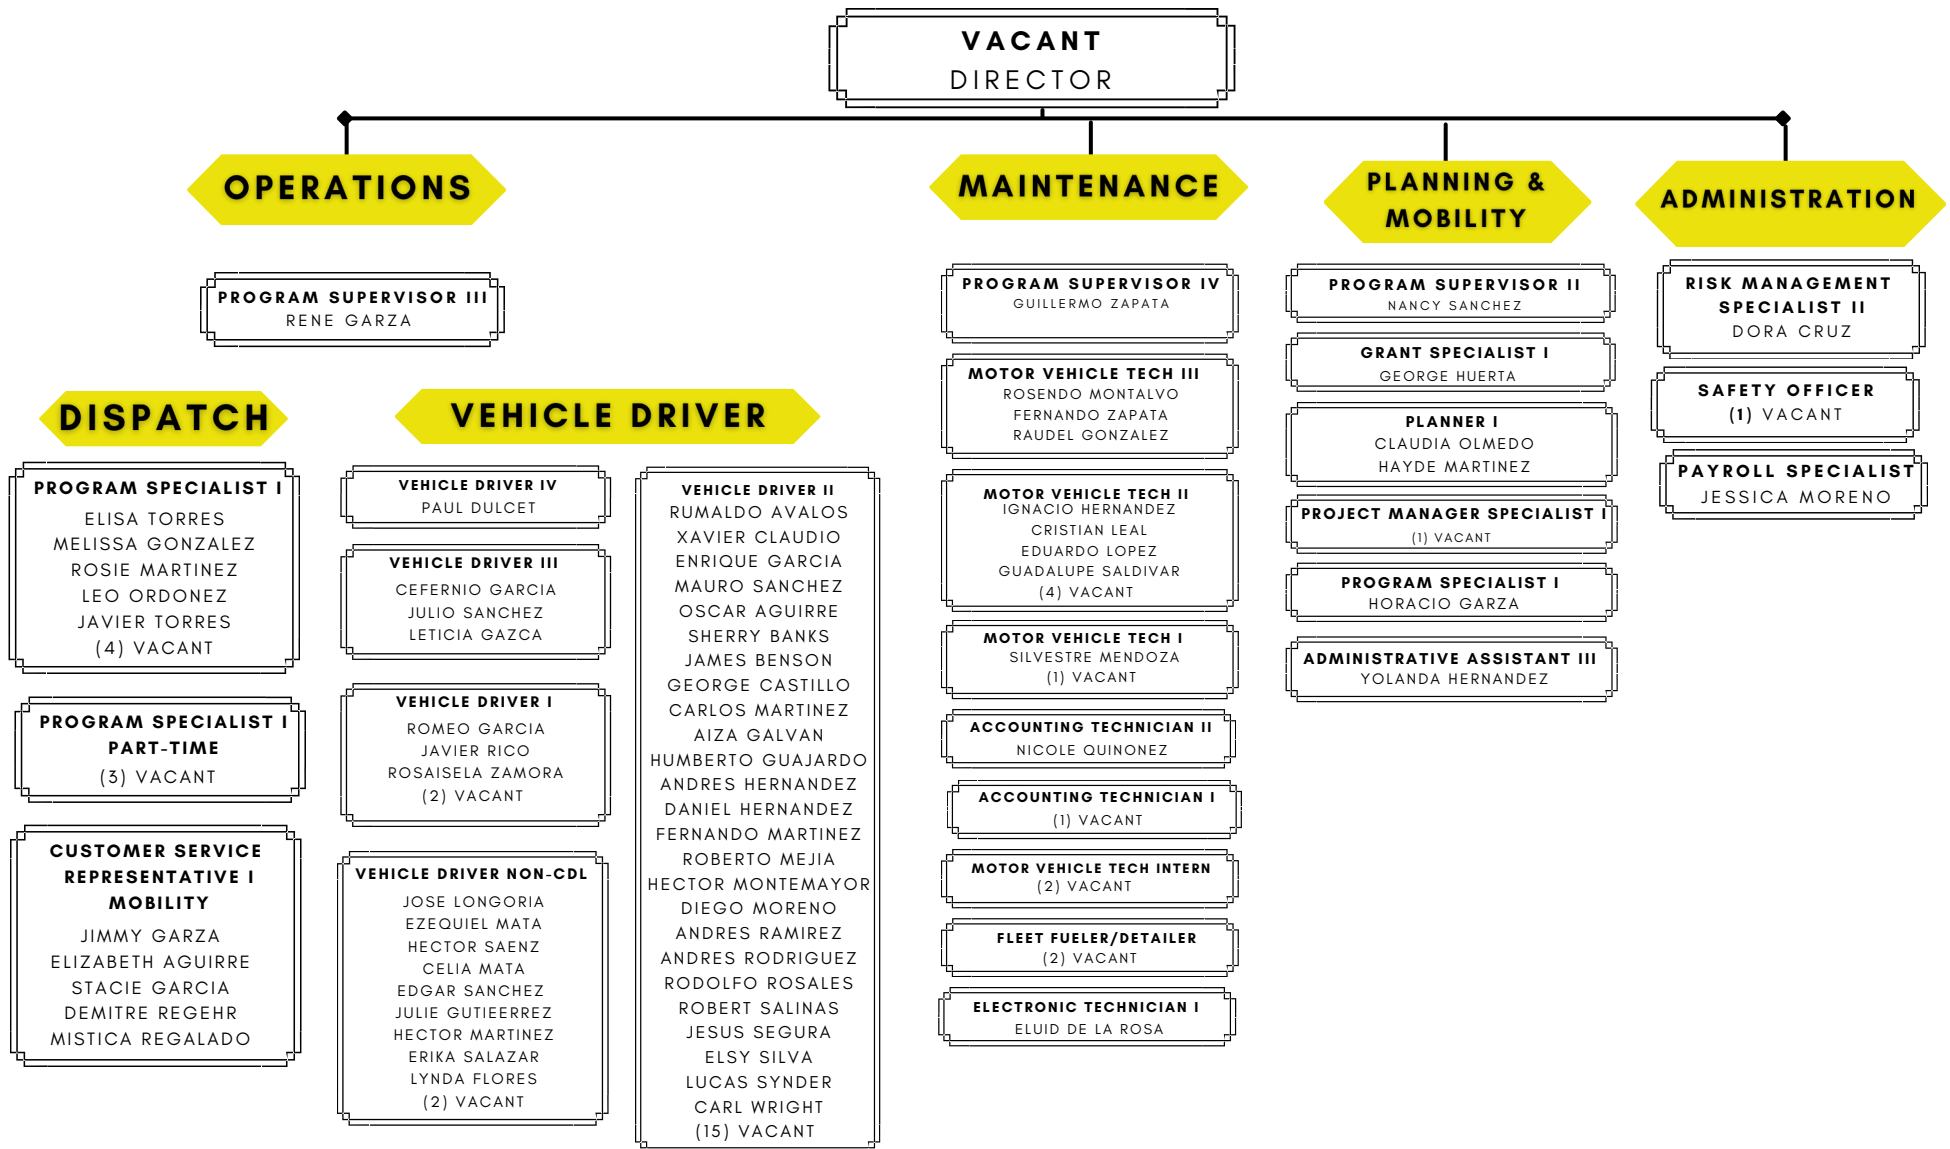 VACANT
DIRECTOR
OPERATIONS
PROGRAM SUPERVISOR III
RENE GARZA
DISPATCH
PROGRAM SPECIALIST I
ELISA TORRES
MELISSA GONZALEZ
ROSIE MARTINEZ
LEO ORDONEZ
JAVIER TORRES
(4) VACANT
PROGRAM SPECIALIST I
PART-TIME
(3) VACANT
CUSTOMER SERVICE
REPRESENTATIVE I
MOBILITY
JIMMY GARZA
ELIZABETH AGUIRRE
STACIE GARCIA
DEMITRE REGEHR
MISTICA REGALADO
VEHICLE DRIVER
VEHICLE DRIVER IV
PAUL DULCET
VEHICLE DRIVER III
CEFERNIO GARCIA
JULIO SANCHEZ
LETICIA GAZCA
VEHICLE DRIVER I
ROMEO GARCIA
JAVIER RICO
ROSAISELA ZAMORA
(2) VACANT
VEHICLE DRIVER NON-CDL
JOSE LONGORIA
EZEQUIEL MATA
HECTOR SAENZ
CELIA MATA
EDGAR SANCHEZ
JULIE GUTIEERREZ
HECTOR MARTINEZ
ERIKA SALAZAR
LYNDA FLORES
(2) VACANT
VEHICLE DRIVER II
RUMALDO AVALOS
XAVIER CLAUDIO
ENRIQUE GARCIA
MAURO SANCHEZ
OSCAR AGUIRRE
SHERRY BANKS
JAMES BENSON
GEORGE CASTILLO
CARLOS MARTINEZ
AIZA GALVAN
HUMBERTO GUAJARDO
ANDRES HERNANDEZ
DANIEL HERNANDEZ
FERNANDO MARTINEZ
ROBERTO MEJIA
HECTOR MONTEMAYOR
DIEGO MORENO
ANDRES RAMIREZ
ANDRES RODRIGUEZ
RODOLFO ROSALES
ROBERT SALINAS
JESUS SEGURA
ELSY SILVA
LUCAS SYNDER
CARL WRIGHT
(15) VACANT
MAINTENANCE
PROGRAM SUPERVISOR IV
GUILLERMO ZAPATA
MOTOR VEHICLE TECH III
ROSENDO MONTALVO
FERNANDO ZAPATA
RAUDEL GONZALEZ
MOTOR VEHICLE TECH II
IGNACIO HERNANDEZ
CRISTIAN LEAL
EDUARDO LOPEZ
GUADALUPE SALDIVAR
(4) VACANT
MOTOR VEHICLE TECH I
SILVESTRE MENDOZA
(1) VACANT
ACCOUNTING TECHNICIAN II
NICOLE QUINONEZ
ACCOUNTING TECHNICIAN I
(1) VACANT
MOTOR VEHICLE TECH INTERN
(2) VACANT
FLEET FUELER/DETAILER
(2) VACANT
ELECTRONIC TECHNICIAN I
ELUID DE LA ROSA
PLANNING &
MOBILITY
PROGRAM SUPERVISOR II
NANCY SANCHEZ
GRANT SPECIALIST I
GEORGE HUERTA
PLANNER I
CLAUDIA OLMEDO
HAYDE MARTINEZ
PROJECT MANAGER SPECIALIST I
(1) VACANT
PROGRAM SPECIALIST I
HORACIO GARZA
ADMINISTRATIVE ASSISTANT III
YOLANDA HERNANDEZ
ADMINISTRATION
RISK MANAGEMENT
SPECIALIST II
DORA CRUZ
SAFETY OFFICER
(1) VACANT
PAYROLL SPECIALIST
JESSICA MORENO